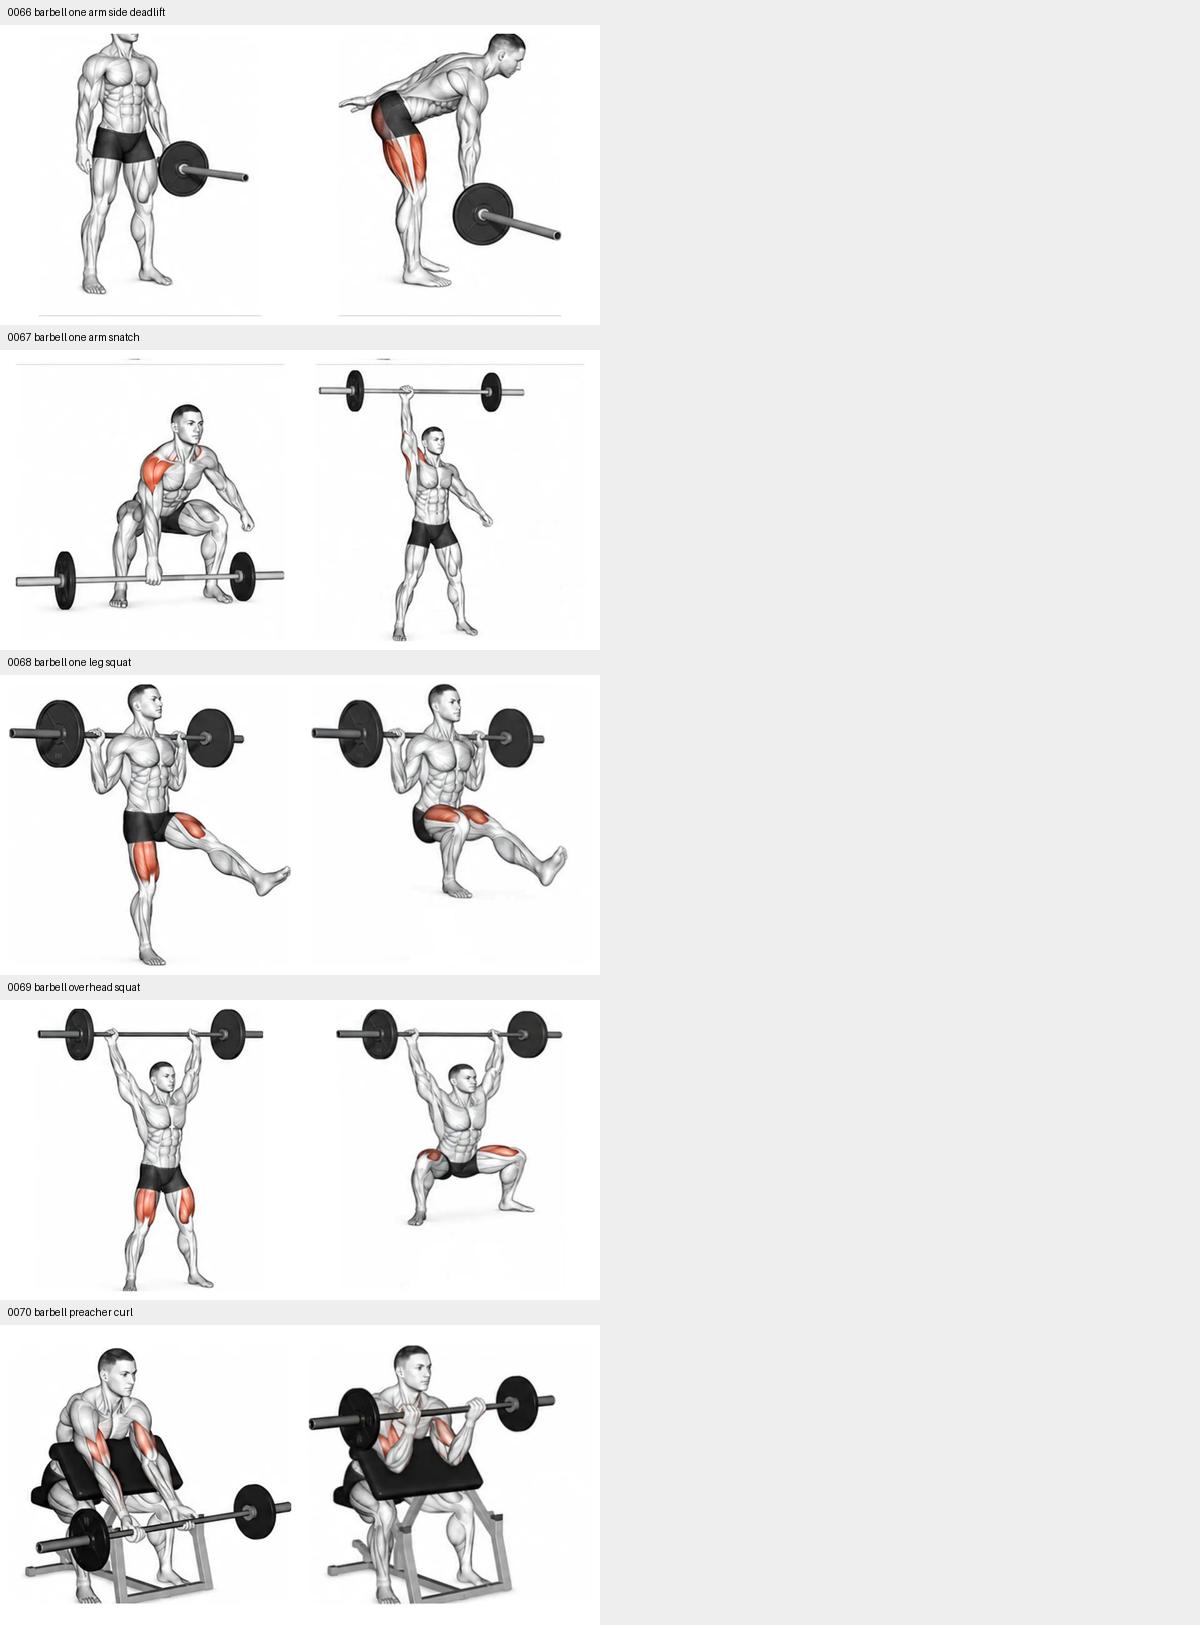 0066 barbell one arm side deadlift
0067 barbell one arm snatch
0068 barbell one leg squat
0069 barbell overhead squat
0070 barbell preacher curl